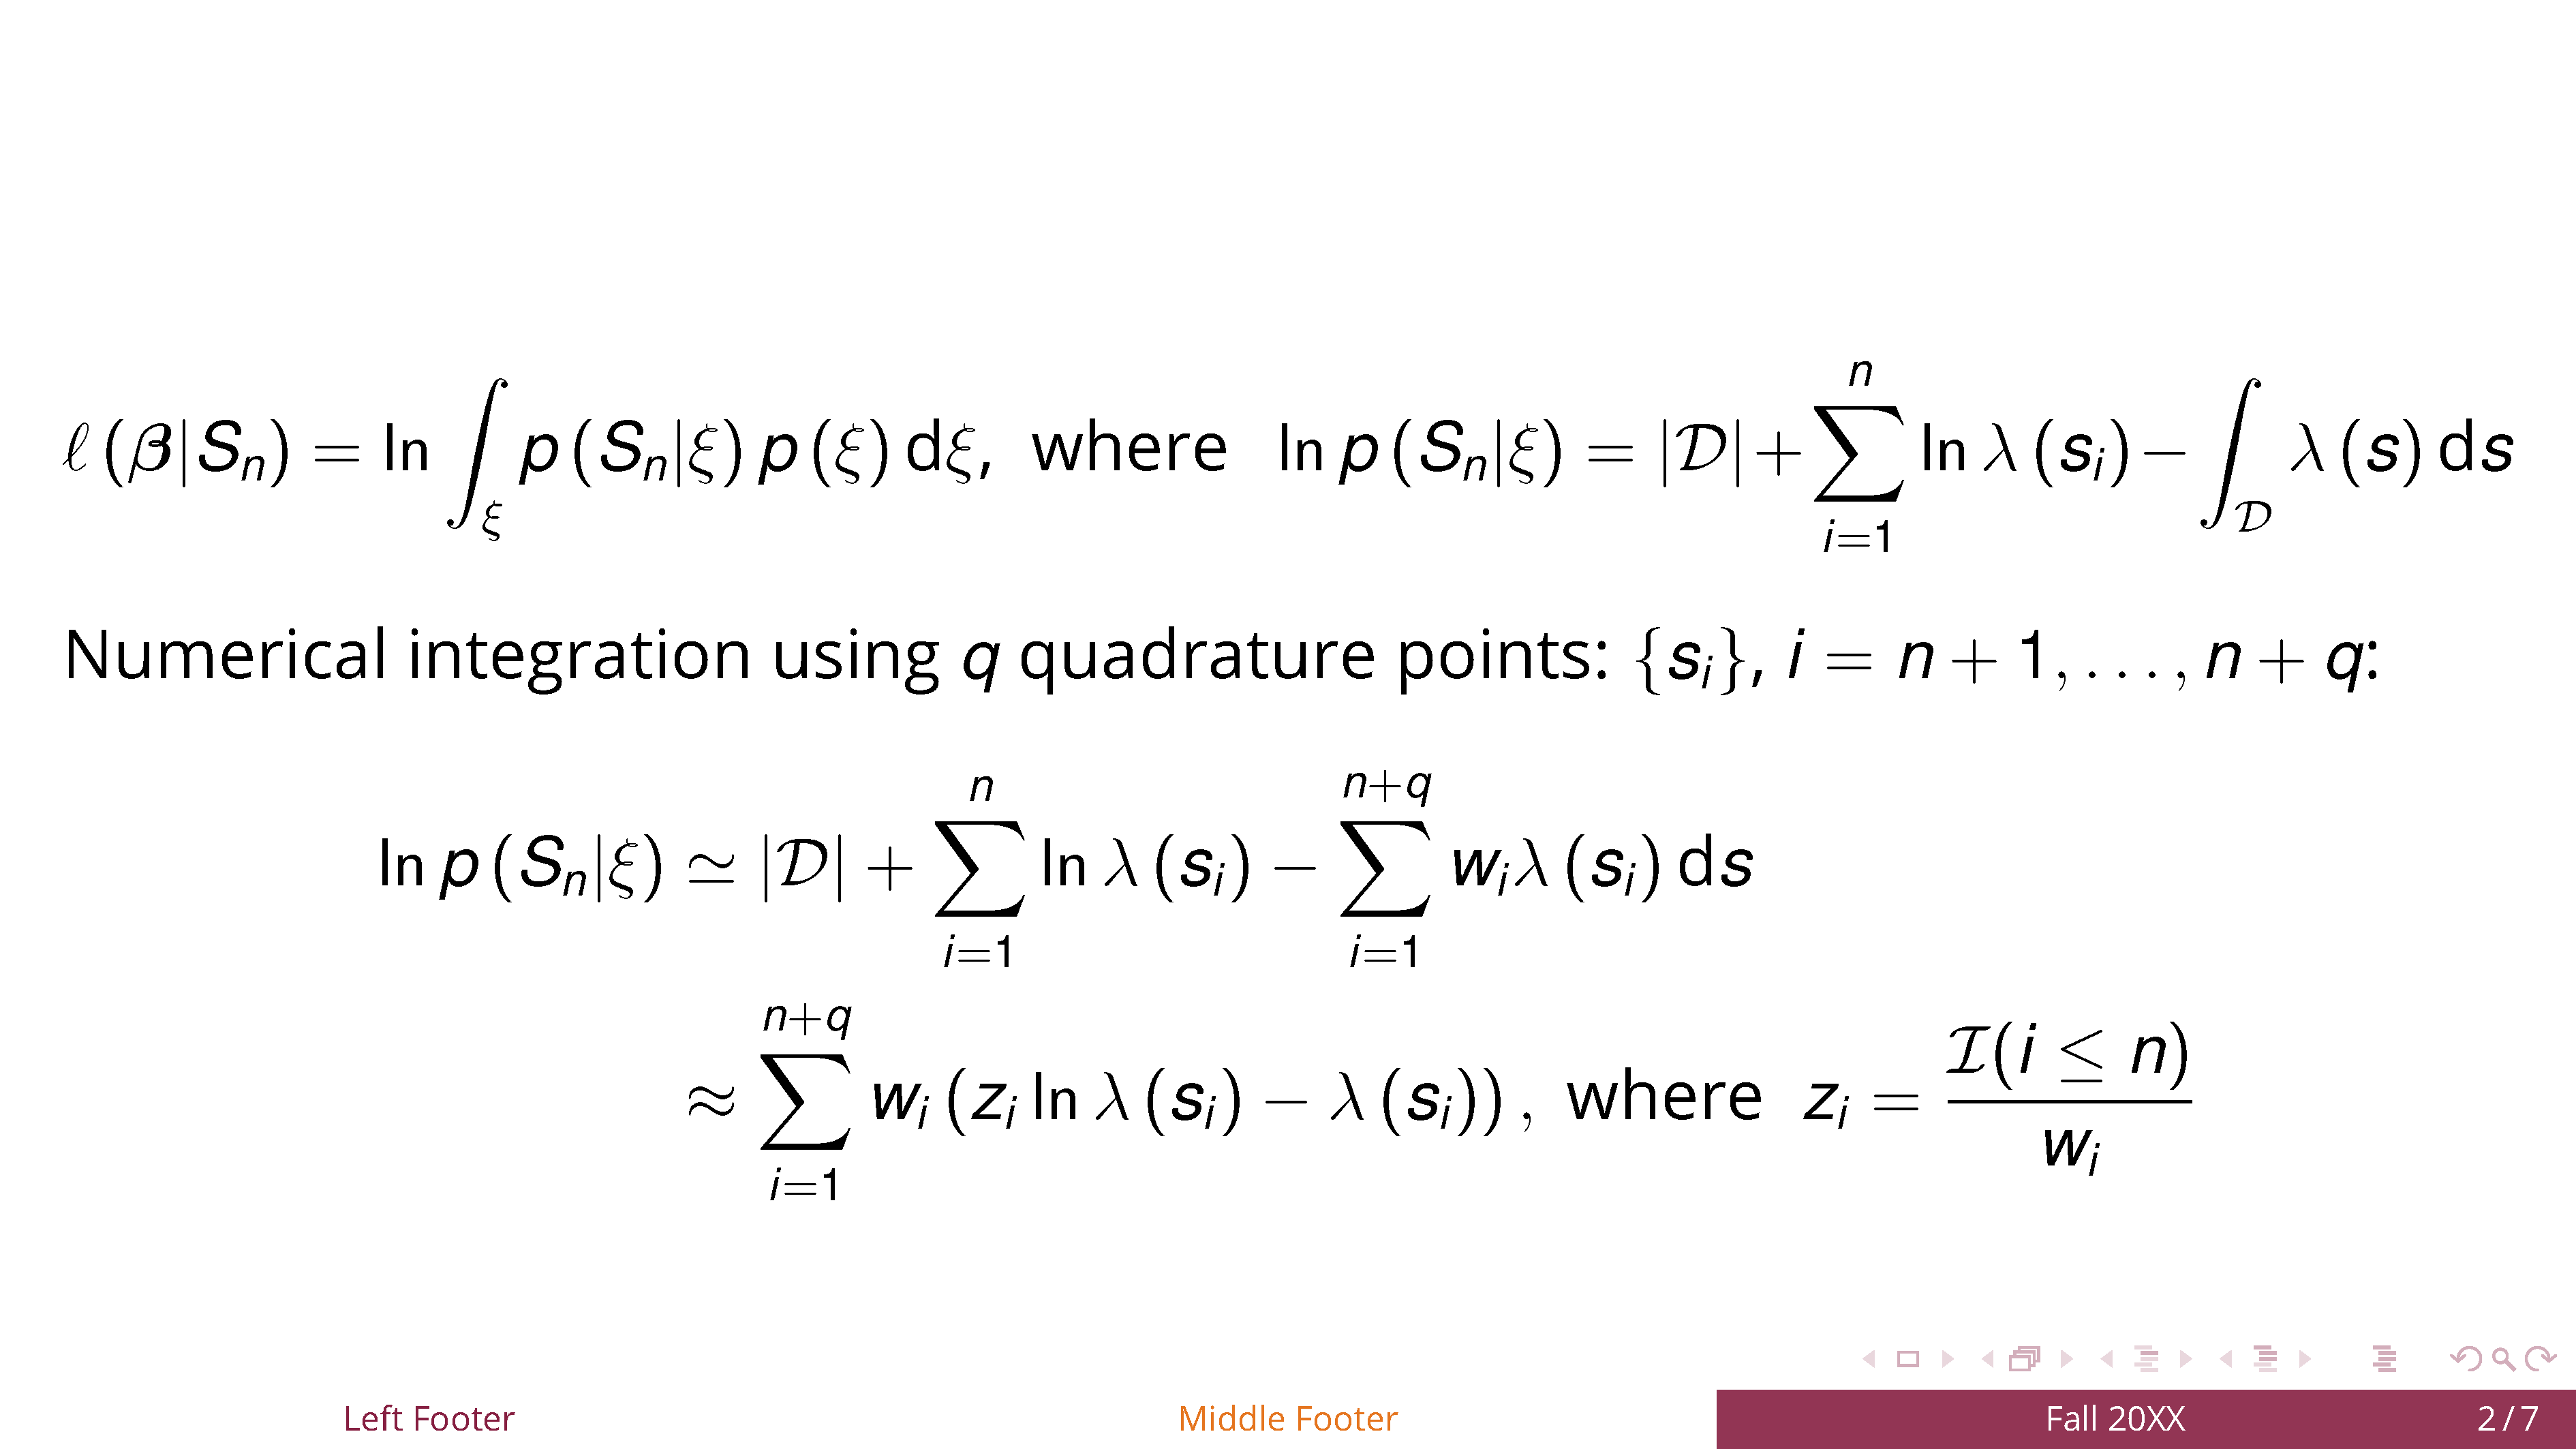 ℓ (β|Sₙ) = ln ∫_ξ p (Sₙ|ξ) p (ξ) dξ, where ln p (Sₙ|ξ) = |𝒟| + ∑_{i=1}^{n} ln λ (sᵢ) − ∫_𝒟 λ (s) ds
Numerical integration using q quadrature points: {sᵢ}, i = n + 1, . . . , n + q:
ln p (Sₙ|ξ) ≃ |𝒟| + ∑_{i=1}^{n} ln λ (sᵢ) − ∑_{i=1}^{n+q} wᵢλ (sᵢ) ds
≈ ∑_{i=1}^{n+q} wᵢ (zᵢ ln λ (sᵢ) − λ (sᵢ)) , where zᵢ = ℐ(i ≤ n) / wᵢ
Left Footer Middle Footer Fall 20XX 2 / 7